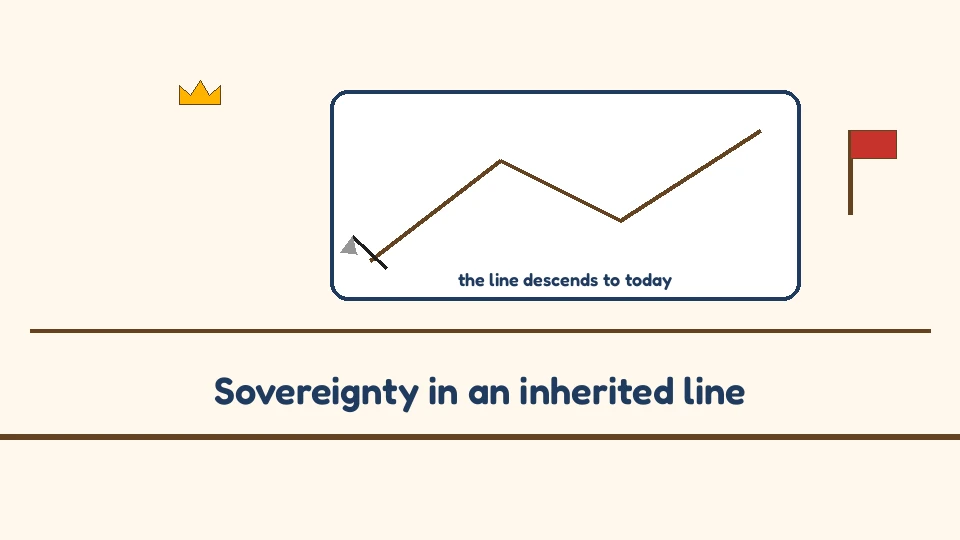 the line descends to today
Sovereignty in an inherited line